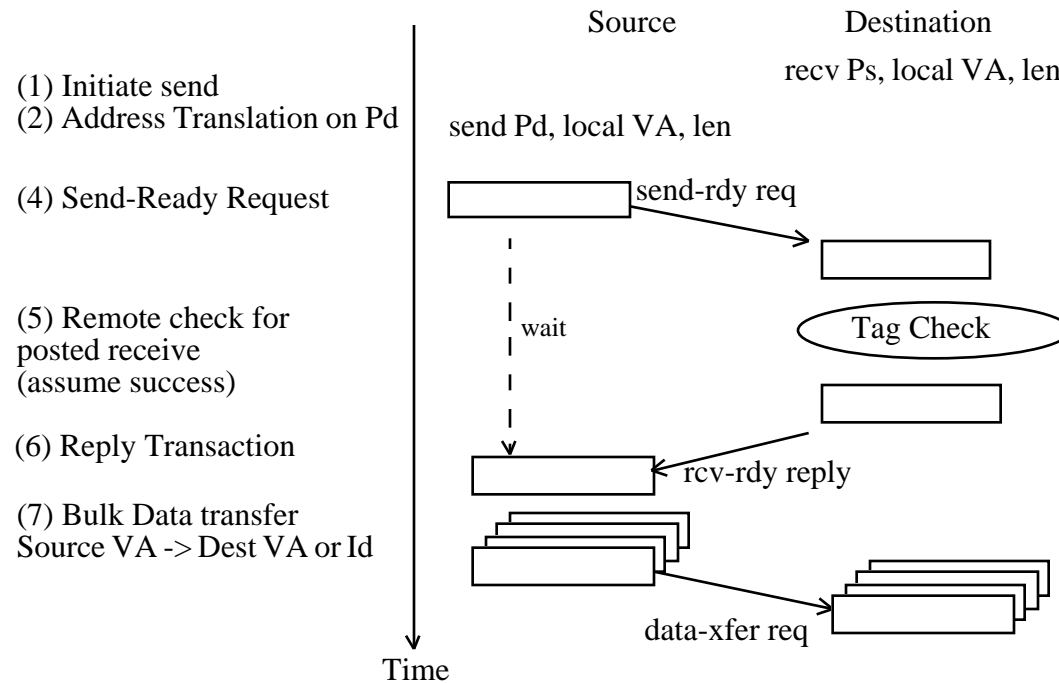 Source
Destination
recv Ps, local VA, len
(1) Initiate send
(2) Address Translation on Pd
send Pd, local VA, len
(4) Send-Ready Request
send-rdy req
(5) Remote check for
posted receive
(assume success)
wait
Tag Check
(6) Reply Transaction
rcv-rdy reply
(7) Bulk Data transfer
Source VA -> Dest VA or Id
data-xfer req
Time